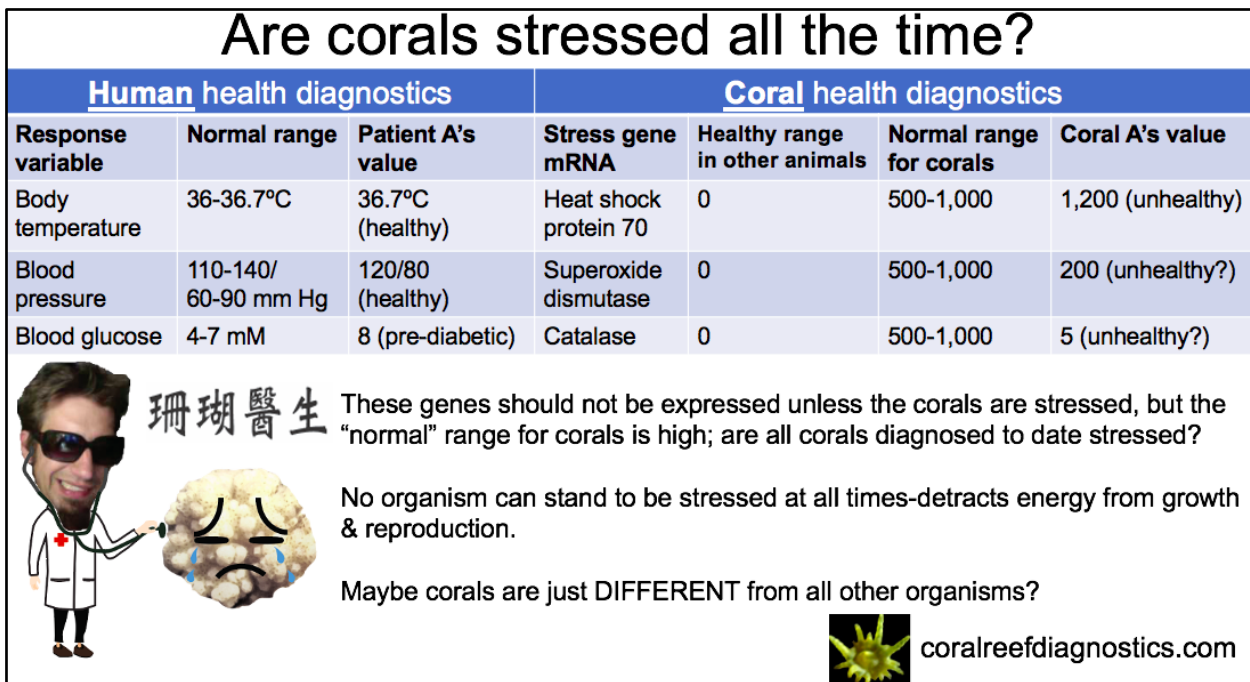 Are corals stressed all the time?
Human health diagnostics
Coral health diagnostics
Response variable
Normal range
Patient A's value
Stress gene mRNA
Healthy range in other animals
Normal range for corals
Coral A's value
Body temperature
36-36.7ºC
36.7ºC (healthy)
Heat shock protein 70
0
500-1,000
1,200 (unhealthy)
Blood pressure
110-140/ 60-90 mm Hg
120/80 (healthy)
Superoxide dismutase
0
500-1,000
200 (unhealthy?)
Blood glucose
4-7 mM
8 (pre-diabetic)
Catalase
0
500-1,000
5 (unhealthy?)
珊瑚醫生
These genes should not be expressed unless the corals are stressed, but the
“normal” range for corals is high; are all corals diagnosed to date stressed?
No organism can stand to be stressed at all times-detracts energy from growth
& reproduction.
Maybe corals are just DIFFERENT from all other organisms?
coralreefdiagnostics.com